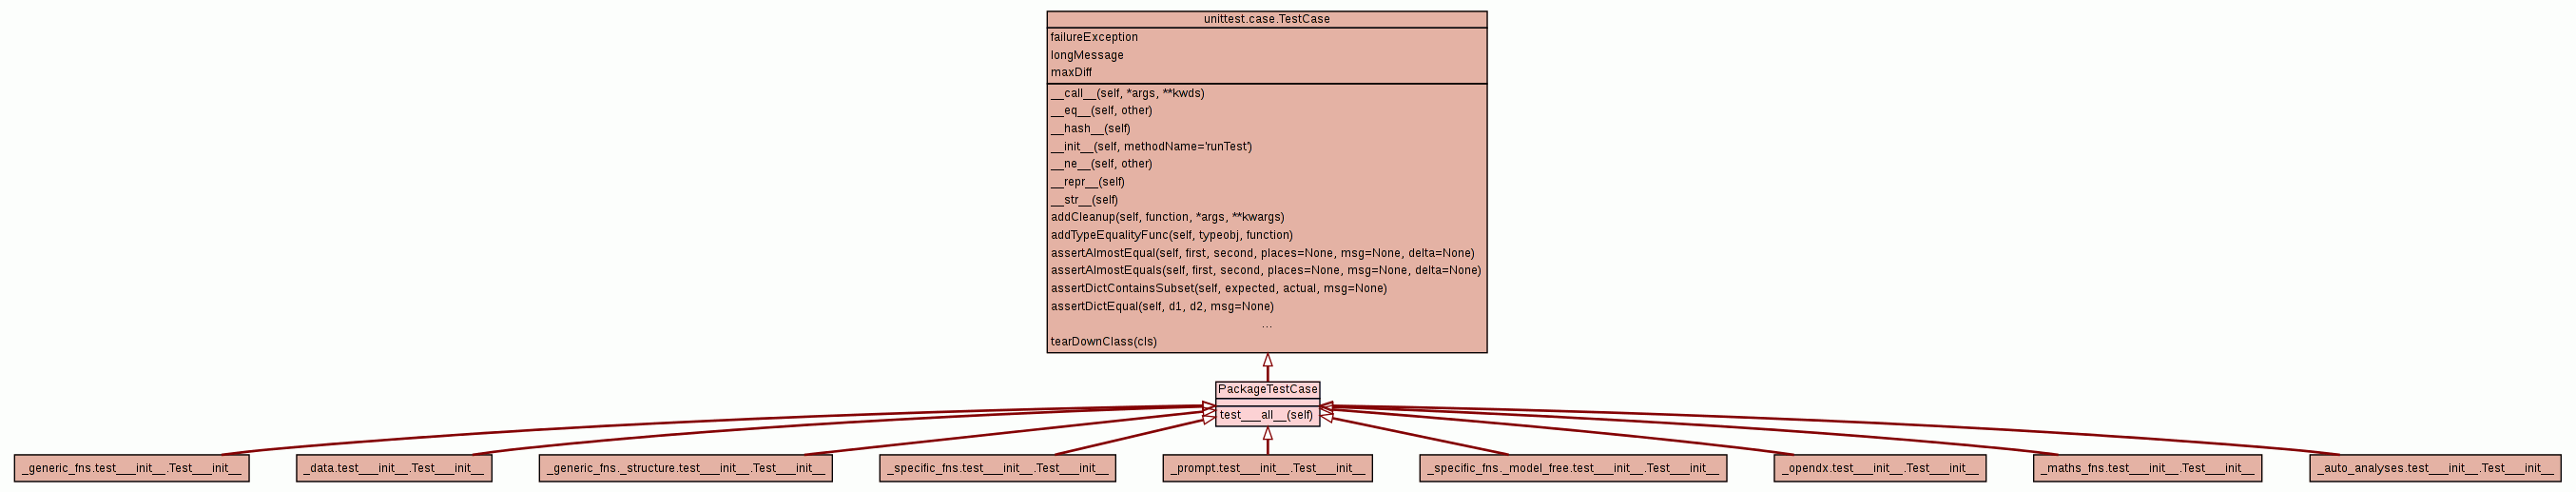 unittest.case.TestCase
failureException
longMessage
maxDiff
__call__(self, *args, **kwds)
__eq__(self, other)
__hash__(self)
__init__(self, methodName='runTest')
__ne__(self, other)
__repr__(self)
__str__(self)
addCleanup(self, function, *args, **kwargs)
addTypeEqualityFunc(self, typeobj, function)
assertAlmostEqual(self, first, second, places=None, msg=None, delta=None)
assertAlmostEquals(self, first, second, places=None, msg=None, delta=None)
assertDictContainsSubset(self, expected, actual, msg=None)
assertDictEqual(self, d1, d2, msg=None)
...
tearDownClass(cls)
PackageTestCase
test___all__(self)
_generic_fns.test___init__.Test___init__
_data.test___init__.Test___init__
_generic_fns._structure.test___init__.Test___init__
_specific_fns.test___init__.Test___init__
_prompt.test___init__.Test___init__
_specific_fns._model_free.test___init__.Test___init__
_opendx.test___init__.Test___init__
_maths_fns.test___init__.Test___init__
_auto_analyses.test___init__.Test___init__